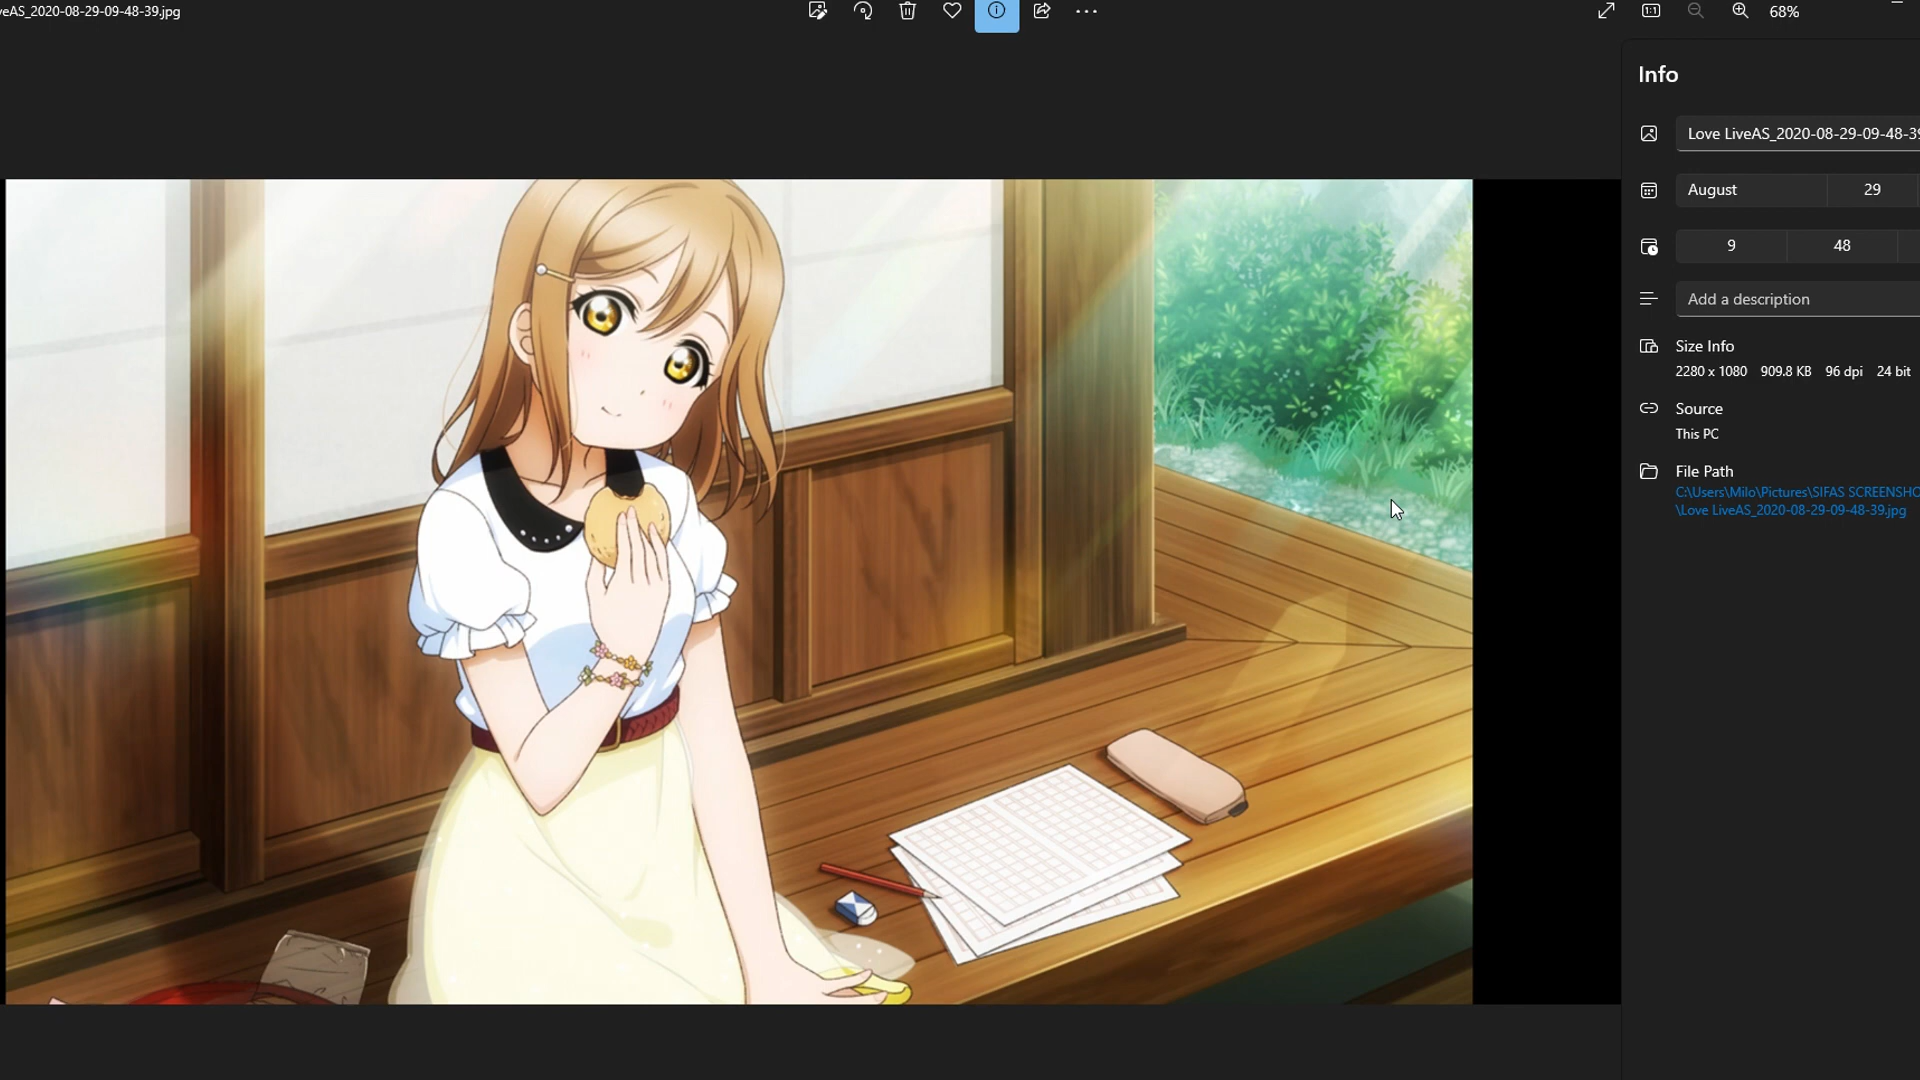 veAS_2020-08-29-09-48-39.jpg
68%
Info
Love LiveAS_2020-08-29-09-48-39
August 29
9 48
Add a description
Size Info
2280 x 1080 909.8 KB 96 dpi 24 bit
Source
This PC
File Path
C:\Users\Milo\Pictures\SIFAS SCREENSHO
\Love LiveAS_2020-08-29-09-48-39.jpg